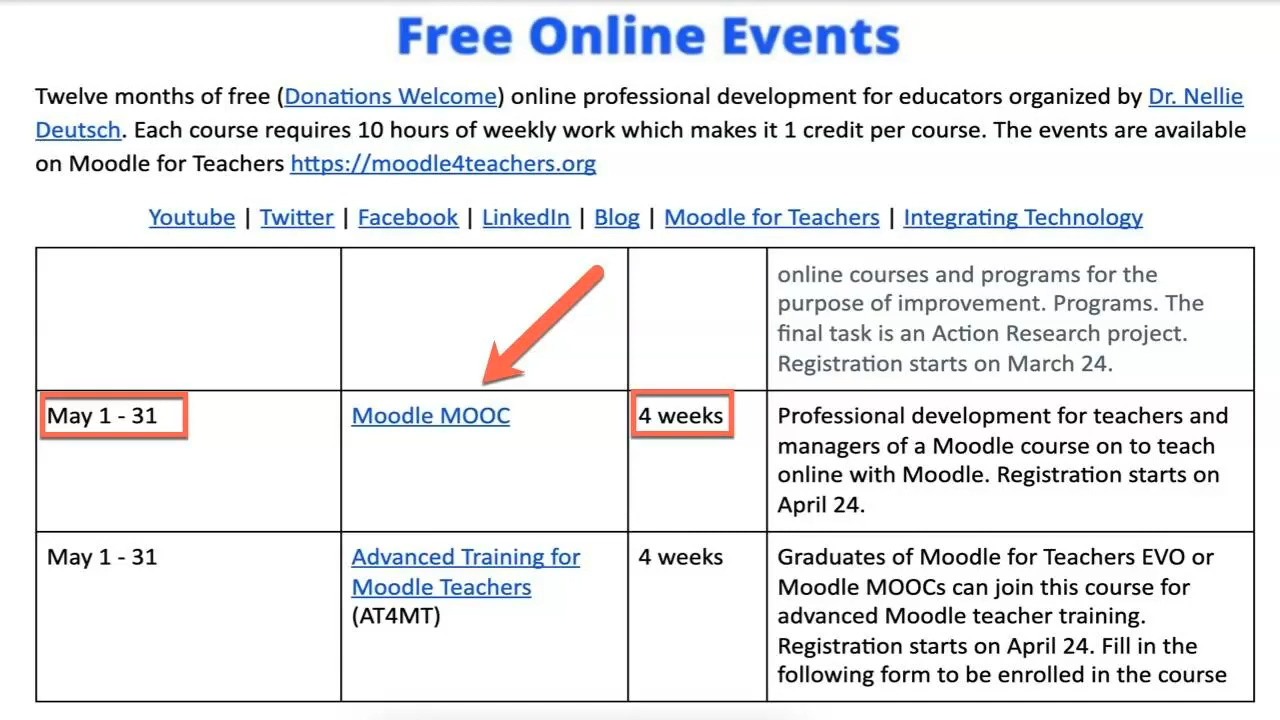 Free Online Events
Twelve months of free (Donations Welcome) online professional development for educators organized by Dr. Nellie
Deutsch. Each course requires 10 hours of weekly work which makes it 1 credit per course. The events are available
on Moodle for Teachers https://moodle4teachers.org
Youtube | Twitter | Facebook | LinkedIn | Blog | Moodle for Teachers | Integrating Technology
online courses and programs for the
purpose of improvement. Programs. The
final task is an Action Research project.
Registration starts on March 24.
May 1 - 31
Moodle MOOC
4 weeks
Professional development for teachers and
managers of a Moodle course on to teach
online with Moodle. Registration starts on
April 24.
May 1 - 31
Advanced Training for
Moodle Teachers
(AT4MT)
4 weeks
Graduates of Moodle for Teachers EVO or
Moodle MOOCs can join this course for
advanced Moodle teacher training.
Registration starts on April 24. Fill in the
following form to be enrolled in the course